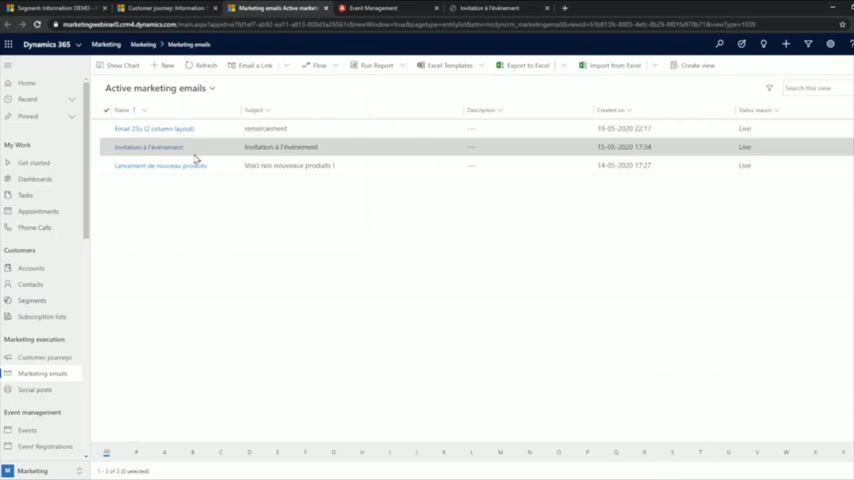 Segment: Information: DEMO -
Customer journey: Information:
Marketing emails Active market
Event Management
Invitation à l'événement
Dynamics 365
Marketing
Marketing > Marketing emails
Show Chart
New
Refresh
Email a Link
Flow
Run Report
Excel Templates
Export to Excel
Import from Excel
Create view
Active marketing emails
Search this view
Name
Subject
Description
Created on
Status reason
Email 23u (2 column layout) remerciement --- 19-05-2020 22:17 Live
Invitation à l'événement Invitation à l'événement --- 15-05-2020 17:34 Live
Lancement de nouveau produits Voici nos nouveaux produits ! --- 14-05-2020 17:27 Live
Home
Recent
Pinned
My Work
Get started
Dashboards
Tasks
Appointments
Phone Calls
Customers
Accounts
Contacts
Segments
Subscription lists
Marketing execution
Customer journeys
Marketing emails
Social posts
Event management
Events
Event Registrations
# A B C D E F G H I J K L M N O P Q R S T U V
M Marketing
1 - 3 of 3 (0 selected)